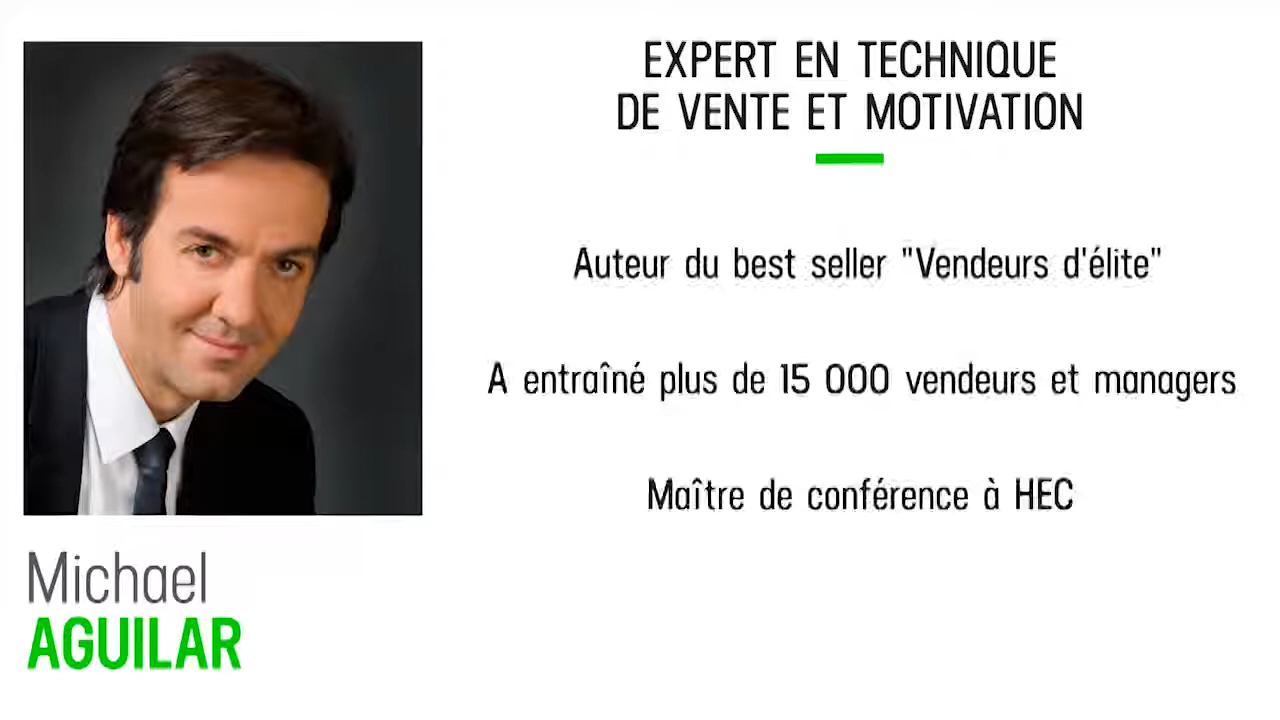 EXPERT EN TECHNIQUE
DE VENTE ET MOTIVATION
Auteur du best seller "Vendeurs d'élite"
A entraîné plus de 15 000 vendeurs et managers
Maître de conférence à HEC
Michael
AGUILAR